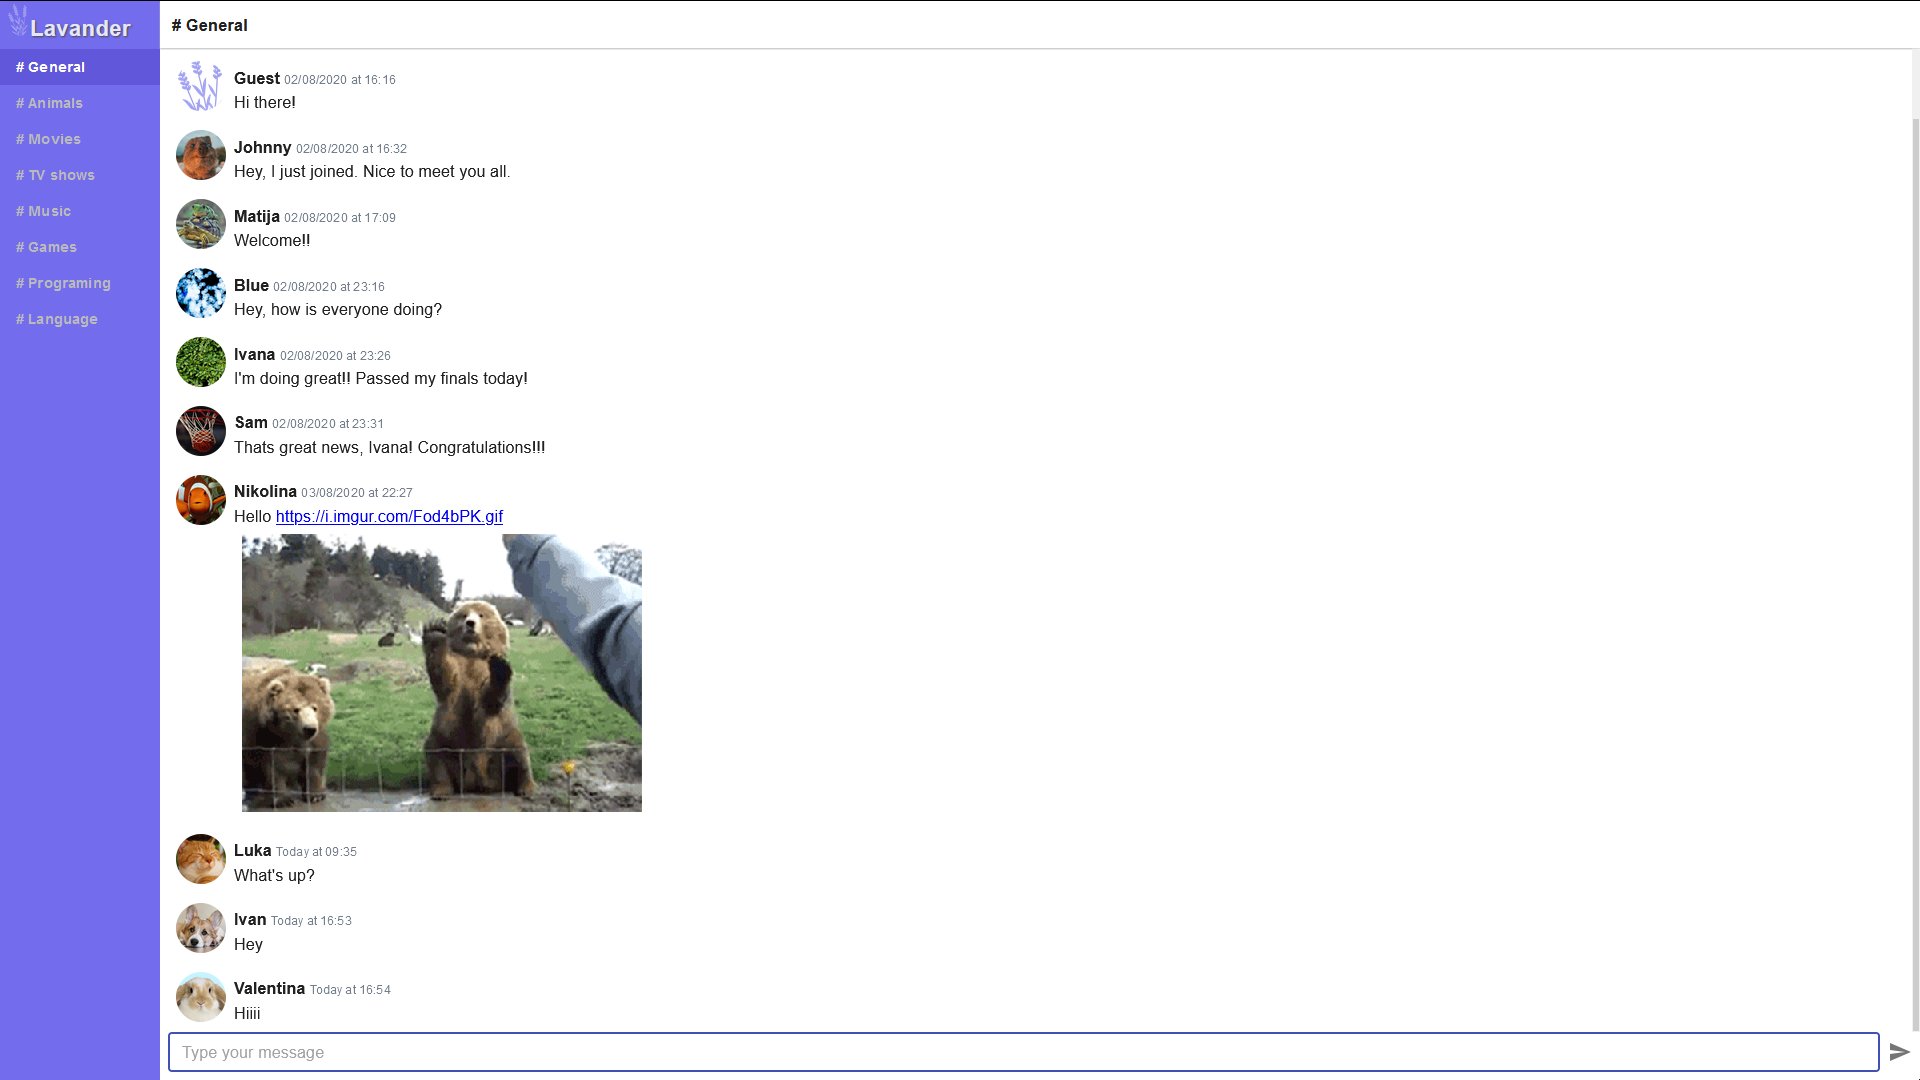 Lavander
# General
# Animals
# Movies
# TV shows
# Music
# Games
# Programing
# Language
# General
Guest 02/08/2020 at 16:16
Hi there!
Johnny 02/08/2020 at 16:32
Hey, I just joined. Nice to meet you all.
Matija 02/08/2020 at 17:09
Welcome!!
Blue 02/08/2020 at 23:16
Hey, how is everyone doing?
Ivana 02/08/2020 at 23:26
I'm doing great!! Passed my finals today!
Sam 02/08/2020 at 23:31
Thats great news, Ivana! Congratulations!!!
Nikolina 03/08/2020 at 22:27
Hello https://i.imgur.com/Fod4bPK.gif
Luka Today at 09:35
What's up?
Ivan Today at 16:53
Hey
Valentina Today at 16:54
Hiiii
Type your message